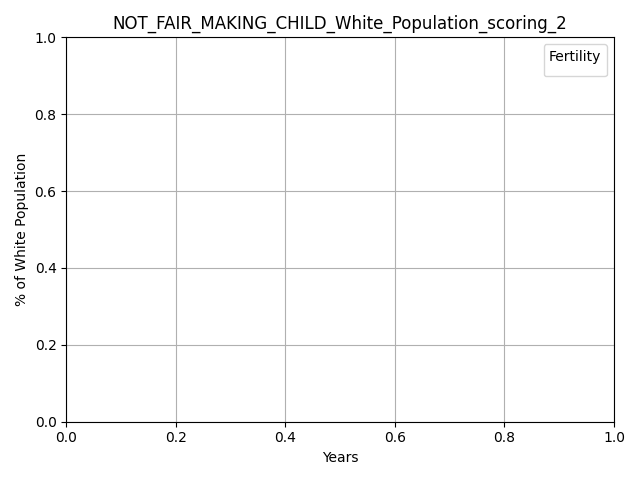 NOT_FAIR_MAKING_CHILD_White_Population_scoring_2
Fertility
% of White Population
1.0
0.8
0.6
0.4
0.2
0.0
0.0 0.2 0.4 0.6 0.8 1.0
Years